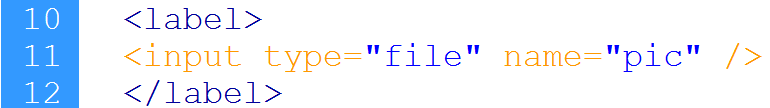 10 <label>
11 <input type="file" name="pic" />
12 </label>